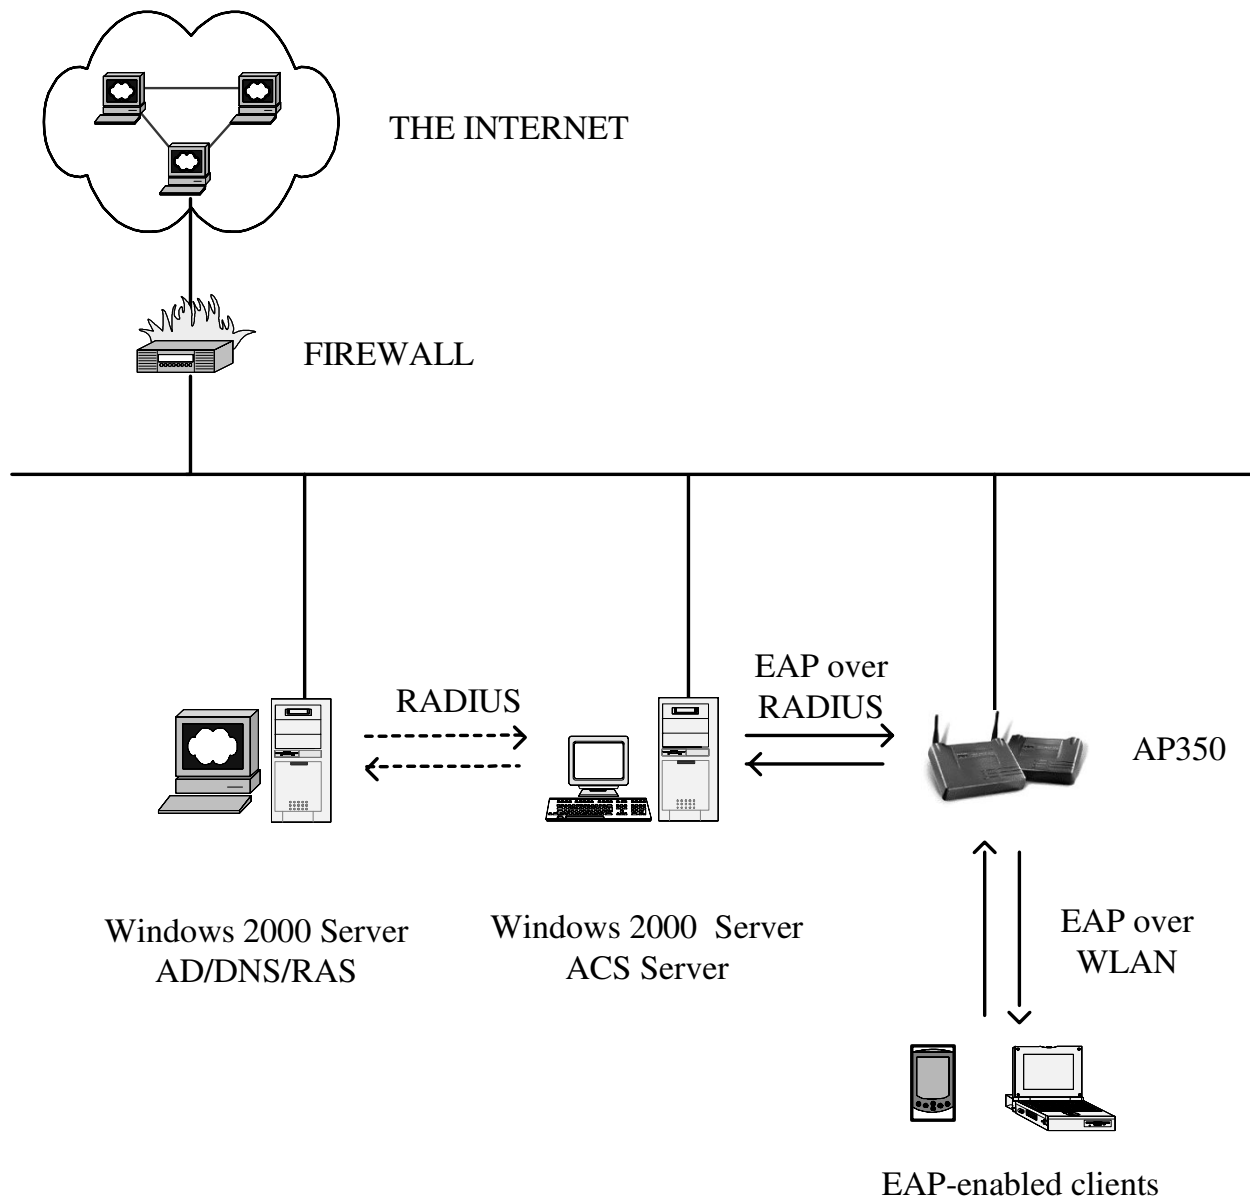 THE INTERNET
FIREWALL
EAP over
RADIUS
RADIUS
AP350
Windows 2000 Server
AD/DNS/RAS
Windows 2000  Server
ACS Server
EAP over
WLAN
EAP-enabled clients